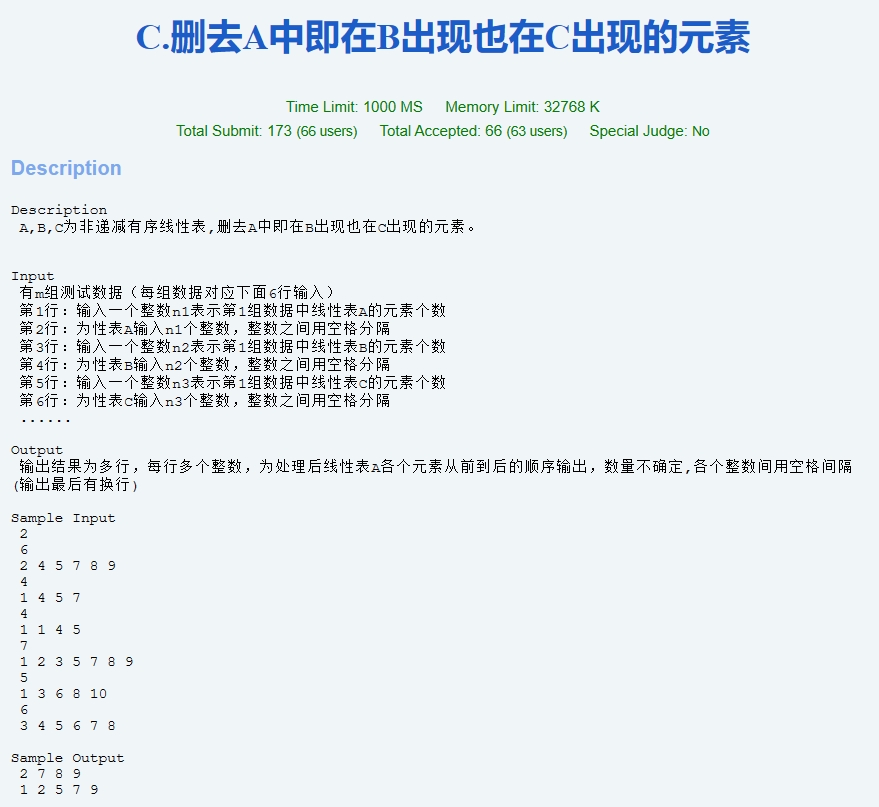 C.删去A中即在B出现也在C出现的元素
Time Limit: 1000 MS Memory Limit: 32768 K
Total Submit: 173 (66 users) Total Accepted: 66 (63 users) Special Judge: No
Description
Description
A,B,C为非递减有序线性表,删去A中即在B出现也在C出现的元素。
Input
有m组测试数据（每组数据对应下面6行输入）
第1行：输入一个整数n1表示第1组数据中线性表A的元素个数
第2行：为性表A输入n1个整数，整数之间用空格分隔
第3行：输入一个整数n2表示第1组数据中线性表B的元素个数
第4行：为性表B输入n2个整数，整数之间用空格分隔
第5行：输入一个整数n3表示第1组数据中线性表C的元素个数
第6行：为性表C输入n3个整数，整数之间用空格分隔
......
Output
输出结果为多行，每行多个整数，为处理后线性表A各个元素从前到后的顺序输出，数量不确定,各个整数间用空格间隔
(输出最后有换行)
Sample Input
2
6
2 4 5 7 8 9
4
1 4 5 7
4
1 1 4 5
7
1 2 3 5 7 8 9
5
1 3 6 8 10
6
3 4 5 6 7 8
Sample Output
2 7 8 9
1 2 5 7 9